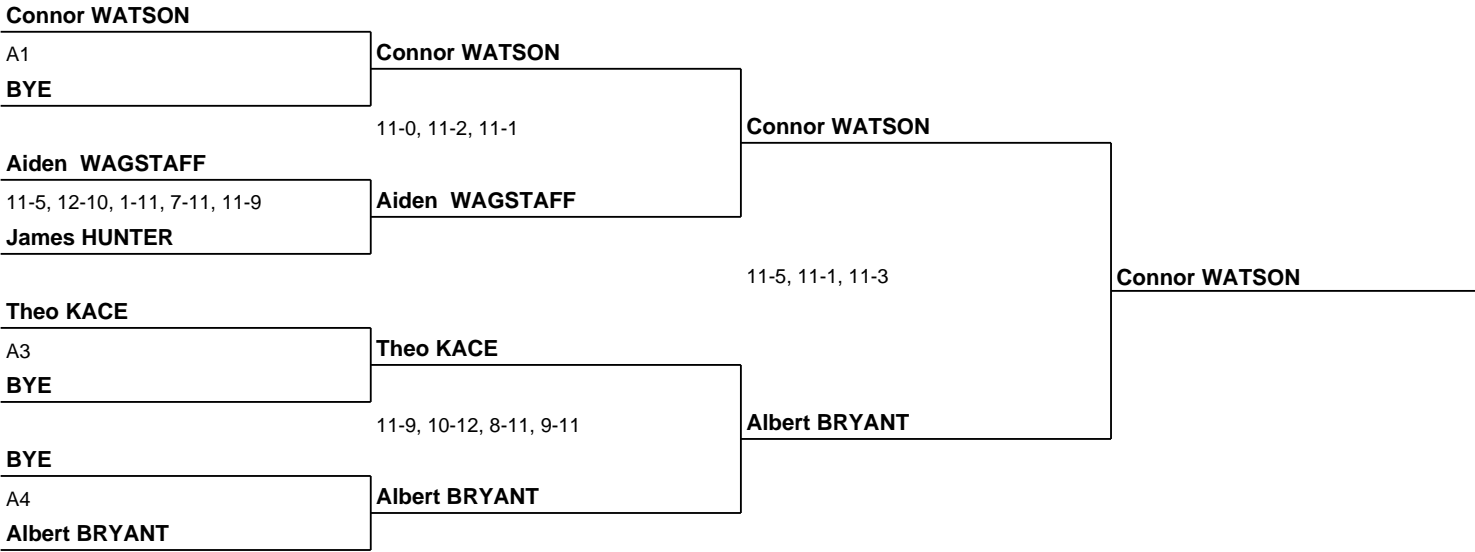 Connor WATSON
A1
BYE
Connor WATSON
11-0, 11-2, 11-1
Connor WATSON
Aiden  WAGSTAFF
11-5, 12-10, 1-11, 7-11, 11-9
James HUNTER
Aiden  WAGSTAFF
11-5, 11-1, 11-3
Connor WATSON
Theo KACE
A3
BYE
Theo KACE
11-9, 10-12, 8-11, 9-11
Albert BRYANT
BYE
A4
Albert BRYANT
Albert BRYANT